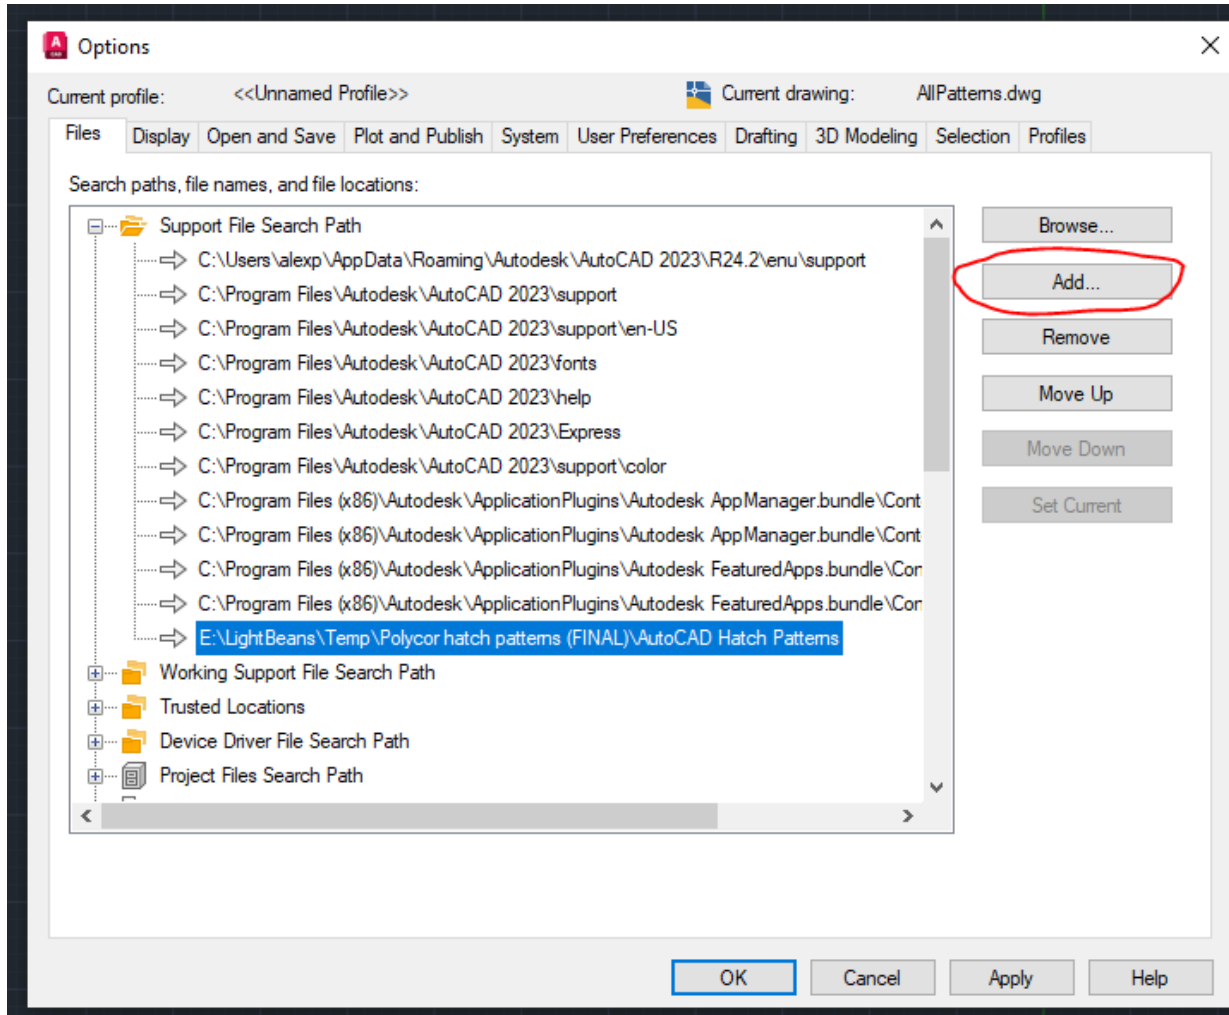 A
CAD
Options
Current profile: <<Unnamed Profile>> Current drawing: AllPatterns.dwg
Files Display Open and Save Plot and Publish System User Preferences Drafting 3D Modeling Selection Profiles
Search paths, file names, and file locations:
Support File Search Path
Browse...
C:\Users\alexp\AppData\Roaming\Autodesk\AutoCAD 2023\R24.2\enu\support
Add...
C:\Program Files\Autodesk\AutoCAD 2023\support
C:\Program Files\Autodesk\AutoCAD 2023\support\en-US
Remove
C:\Program Files\Autodesk\AutoCAD 2023\fonts
C:\Program Files\Autodesk\AutoCAD 2023\help
Move Up
C:\Program Files\Autodesk\AutoCAD 2023\Express
Move Down
C:\Program Files\Autodesk\AutoCAD 2023\support\color
C:\Program Files (x86)\Autodesk\ApplicationPlugins\Autodesk AppManager.bundle\Cont
Set Current
C:\Program Files (x86)\Autodesk\ApplicationPlugins\Autodesk AppManager.bundle\Cont
C:\Program Files (x86)\Autodesk\ApplicationPlugins\Autodesk FeaturedApps.bundle\Con
C:\Program Files (x86)\Autodesk\ApplicationPlugins\Autodesk FeaturedApps.bundle\Con
E:\LightBeans\Temp\Polycor hatch patterns (FINAL)\AutoCAD Hatch Patterns
Working Support File Search Path
Trusted Locations
Device Driver File Search Path
Project Files Search Path
OK Cancel Apply Help